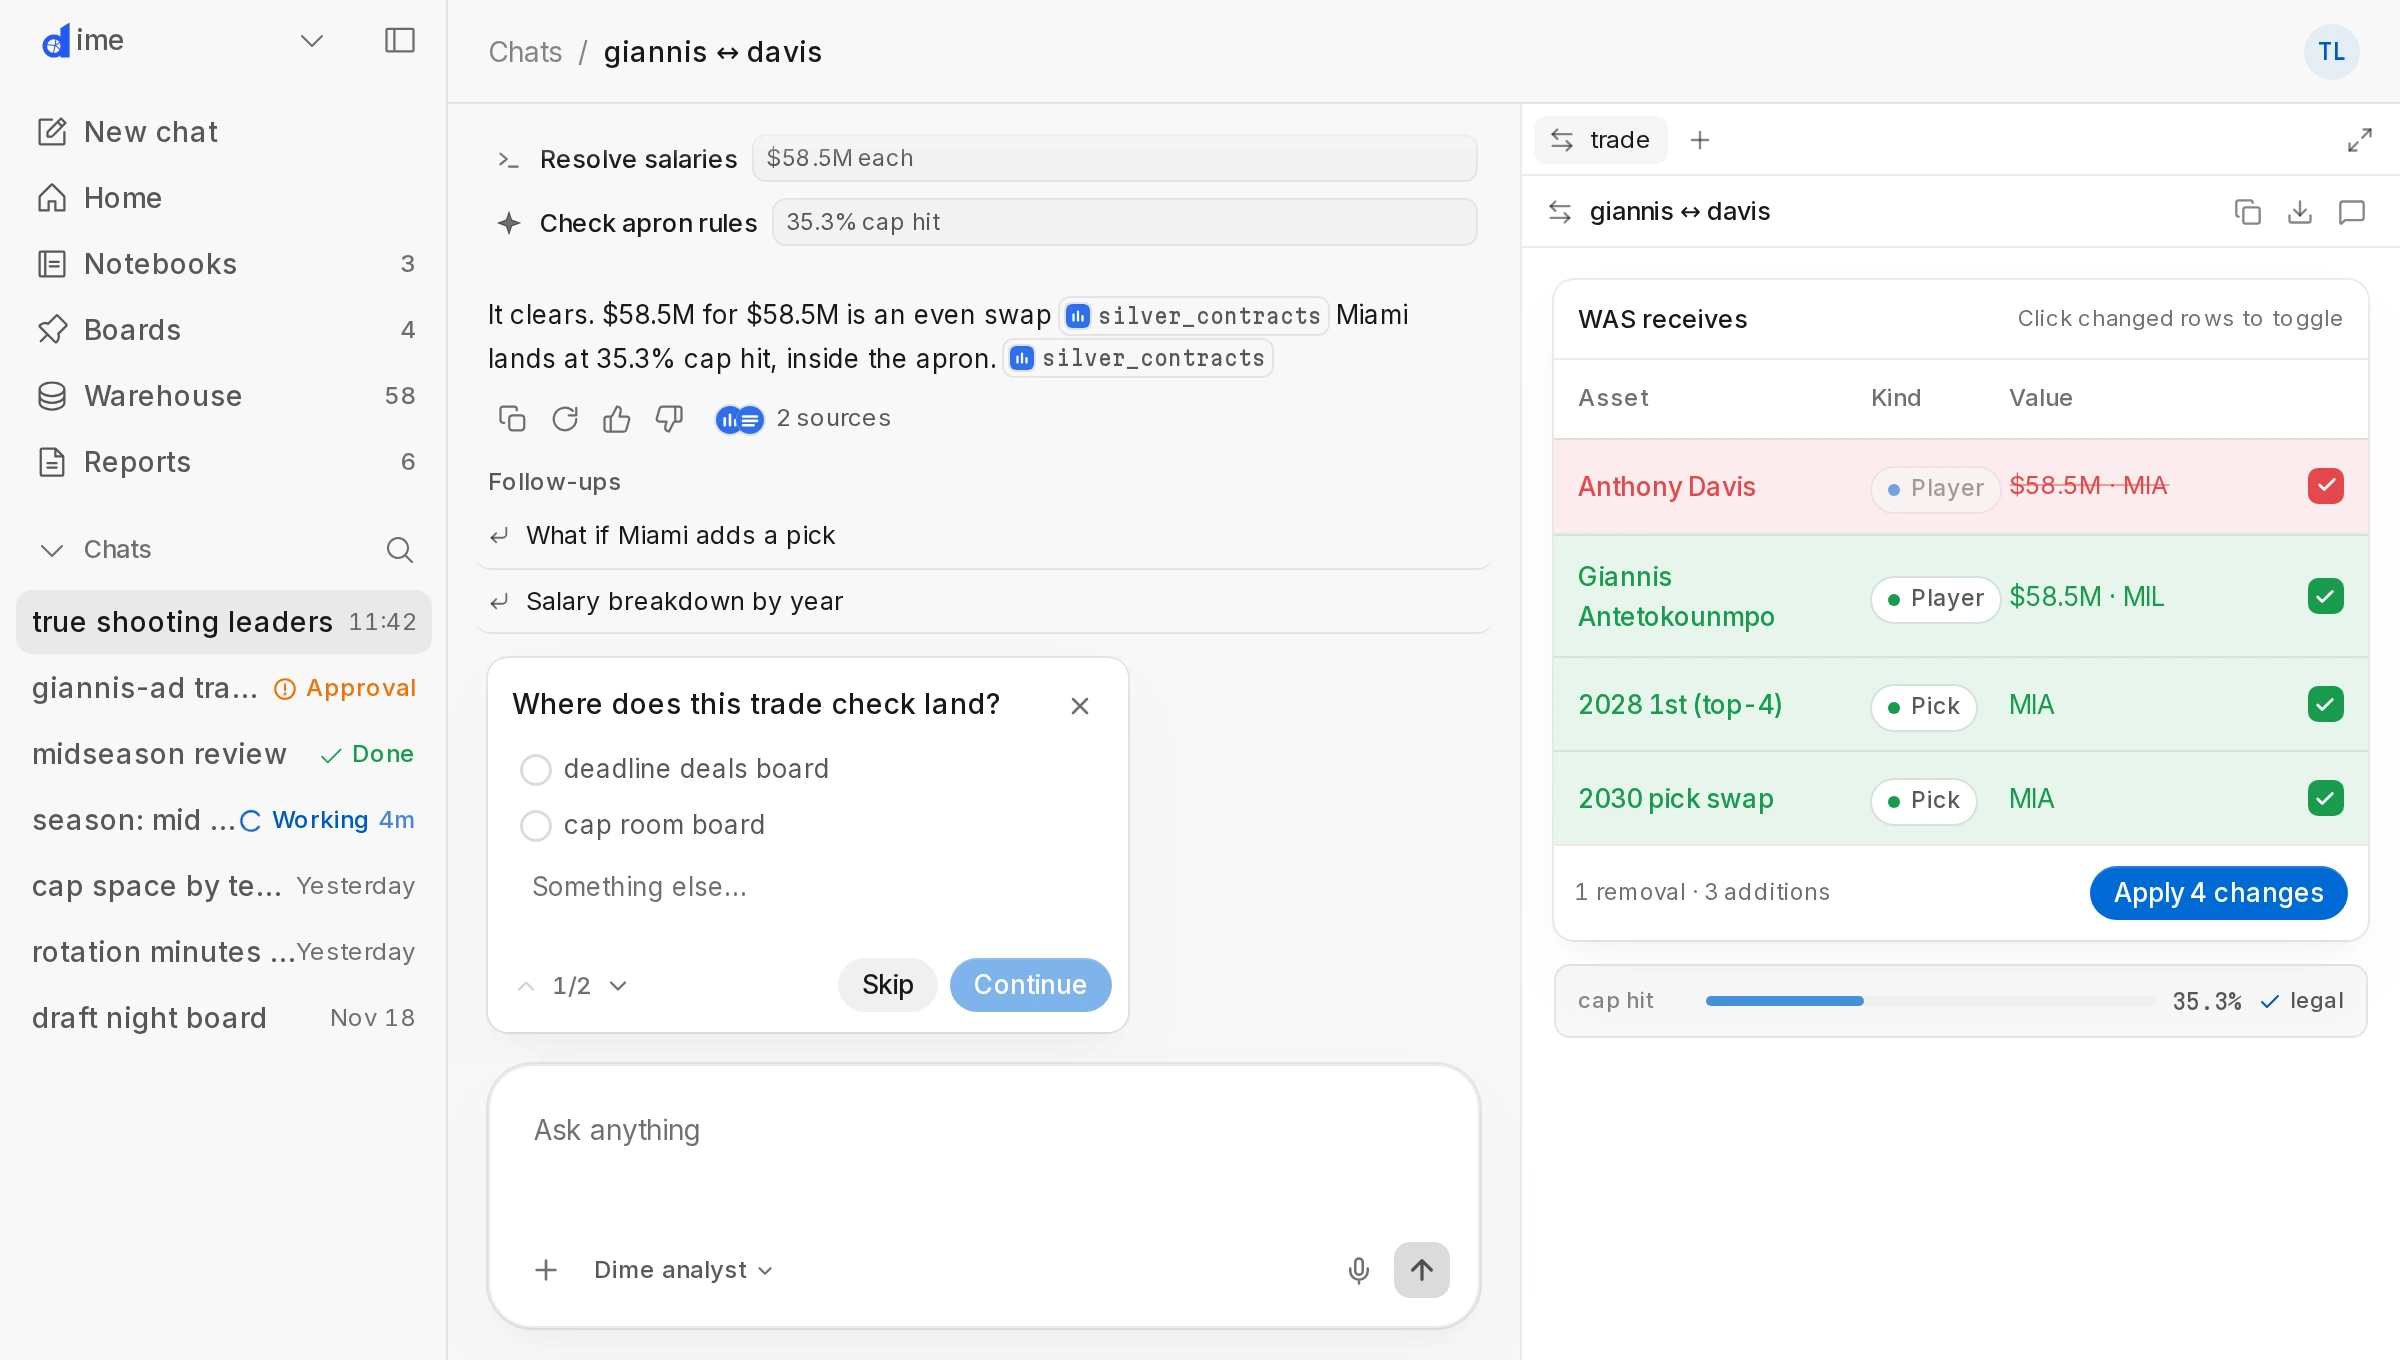 dime
New chat
Home
Notebooks 3
Boards 4
Warehouse 58
Reports 6
Chats
true shooting leaders 11:42
giannis-ad tra... Approval
midseason review Done
season: mid ... Working 4m
cap space by te... Yesterday
rotation minutes ... Yesterday
draft night board Nov 18
Chats / giannis ↔ davis
TL
Resolve salaries $58.5M each
Check apron rules 35.3% cap hit
It clears. $58.5M for $58.5M is an even swap silver_contracts Miami
lands at 35.3% cap hit, inside the apron. silver_contracts
2 sources
Follow-ups
What if Miami adds a pick
Salary breakdown by year
Where does this trade check land?
deadline deals board
cap room board
Something else...
1/2 Skip Continue
Ask anything
Dime analyst
trade
giannis ↔ davis
WAS receives Click changed rows to toggle
Asset Kind Value
Anthony Davis Player $58.5M · MIA
Giannis
Antetokounmpo Player $58.5M · MIL
2028 1st (top-4) Pick MIA
2030 pick swap Pick MIA
1 removal · 3 additions Apply 4 changes
cap hit 35.3% legal